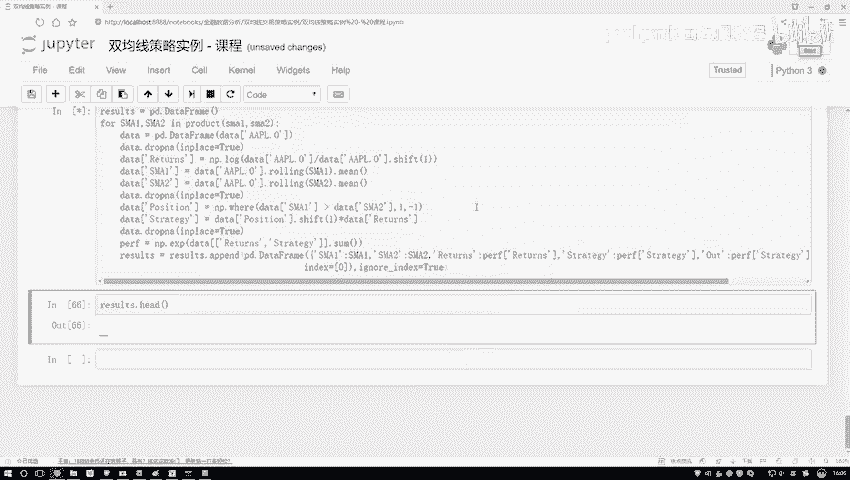 双均线策略实例 - 课程
localhost:8888/notebooks/金融数据分析/双均线交易策略实例/双均线策略实例%20-%20课程.ipynb
jupyter 双均线策略实例 - 课程 (unsaved changes)
File Edit View Insert Cell Kernel Widgets Help
Trusted
Python 3
Code
In [*]:
results = pd.DataFrame()
for SMA1,SMA2 in product(sma1,sma2):
data = pd.DataFrame(data['AAPL.O'])
data.dropna(inplace=True)
data['Returns'] = np.log(data['AAPL.O']/data['AAPL.O'].shift(1))
data['SMA1'] = data['AAPL.O'].rolling(SMA1).mean()
data['SMA2'] = data['AAPL.O'].rolling(SMA2).mean()
data.dropna(inplace=True)
data['Position'] = np.where(data['SMA1'] > data['SMA2'],1,-1)
data['Strategy'] = data['Position'].shift(1)*data['Returns']
data.dropna(inplace=True)
perf = np.exp(data[['Returns','Strategy']].sum())
results = results.append(pd.DataFrame({'SMA1':SMA1,'SMA2':SMA2,'Returns':perf['Returns'],'Strategy':perf['Strategy'],'Out':perf['Strategy']
index=[0]),ignore_index=True
In [66]: results.head()
Out[66]:
In [ ]: